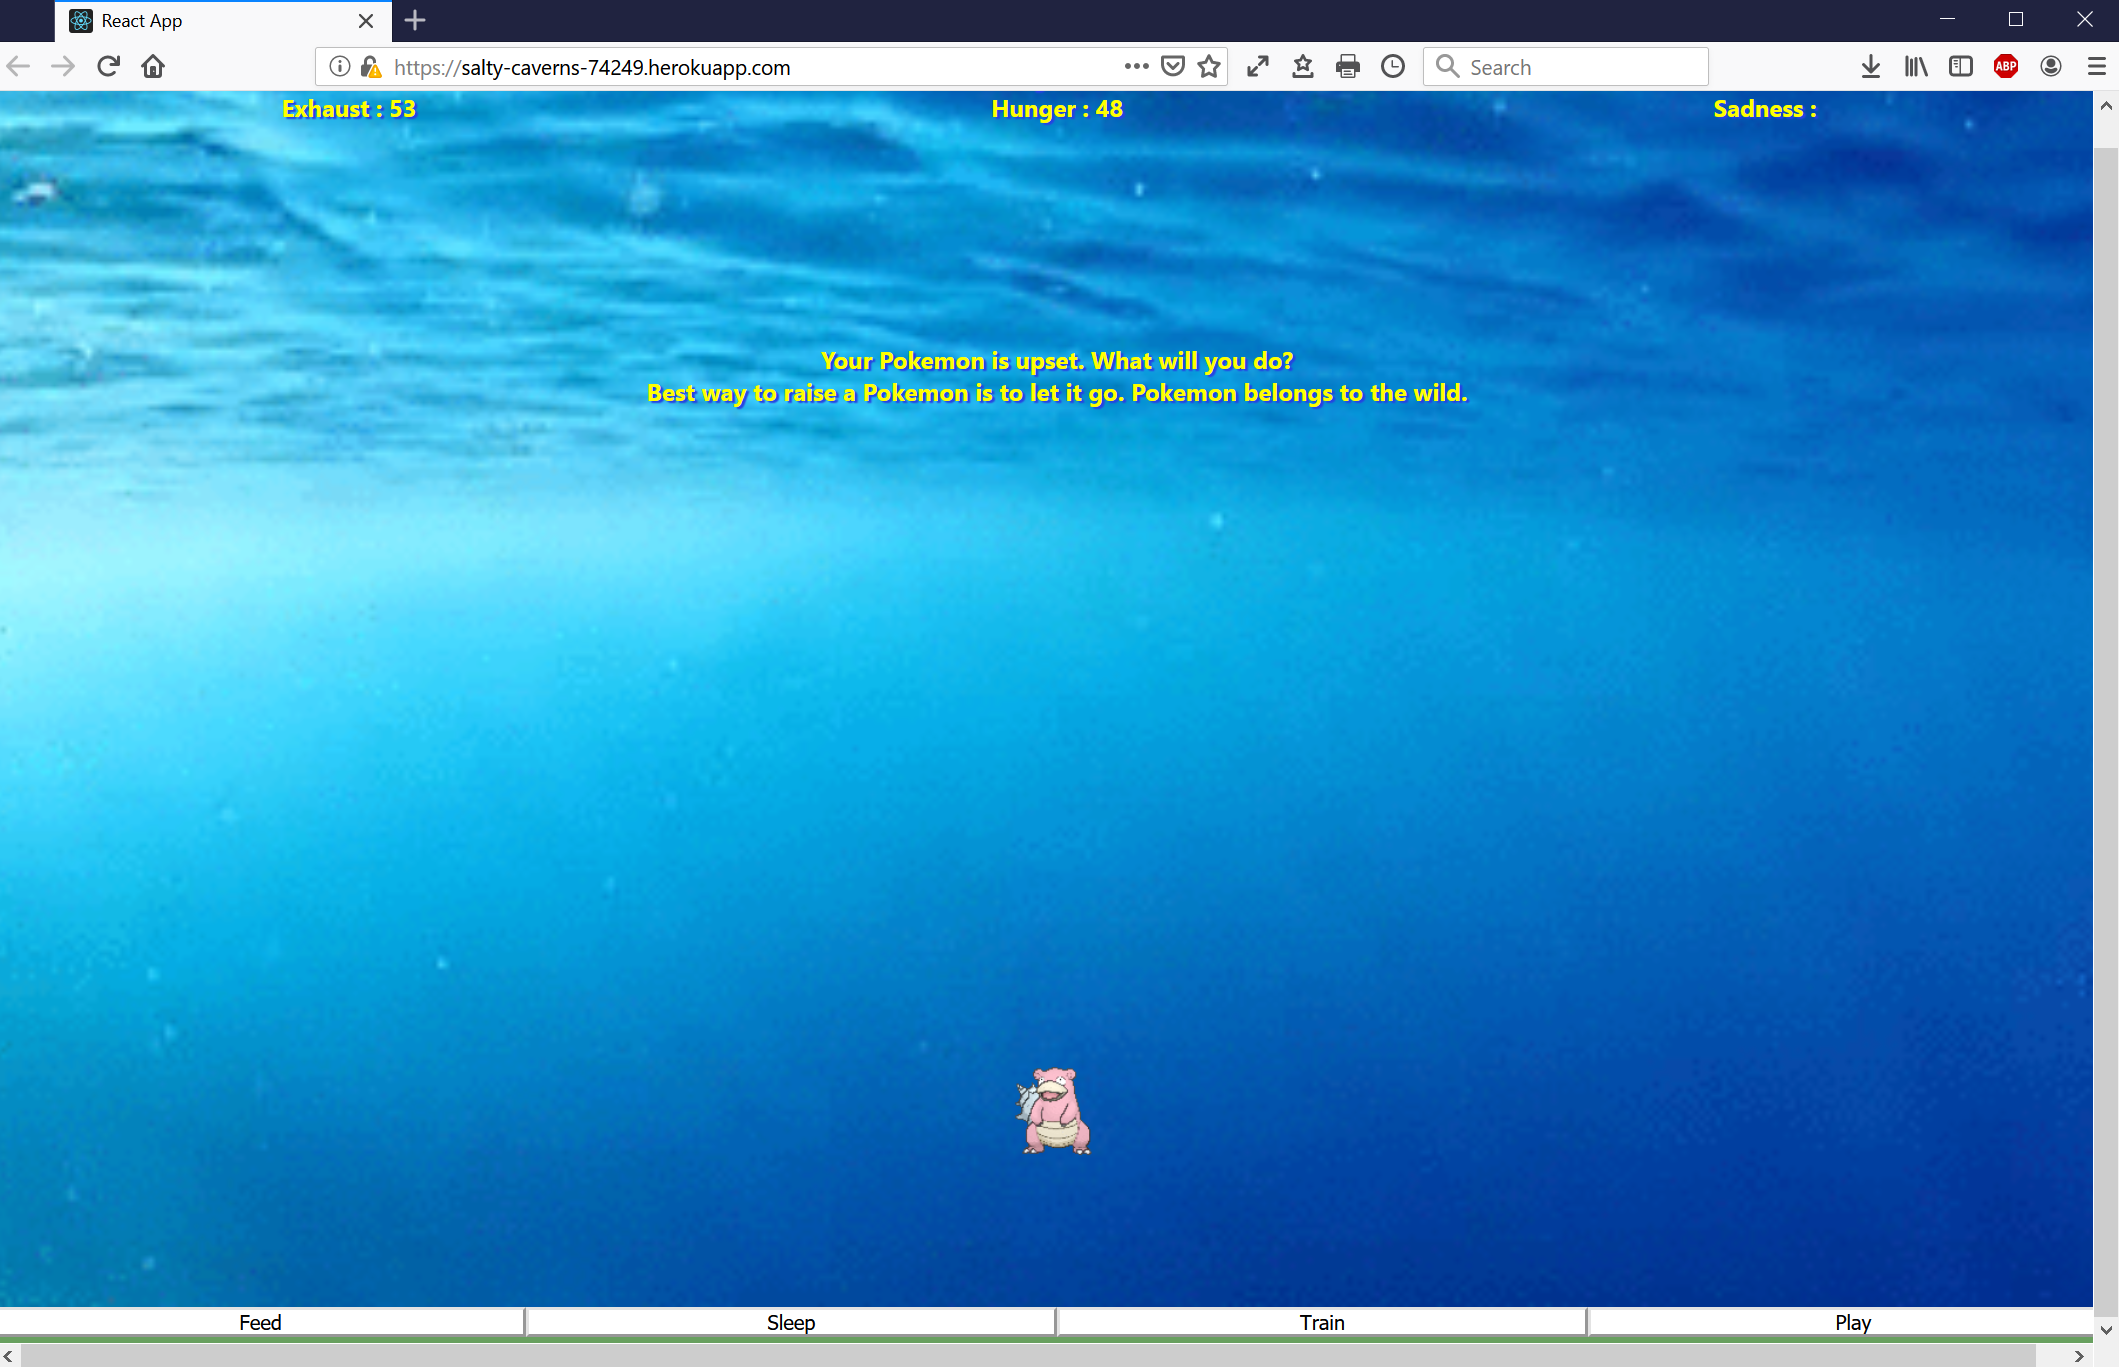 React App
https://salty-caverns-74249.herokuapp.com
Search
ABP
Exhaust : 53
Hunger : 48
Sadness :
Your Pokemon is upset. What will you do?
Best way to raise a Pokemon is to let it go. Pokemon belongs to the wild.
Feed
Sleep
Train
Play